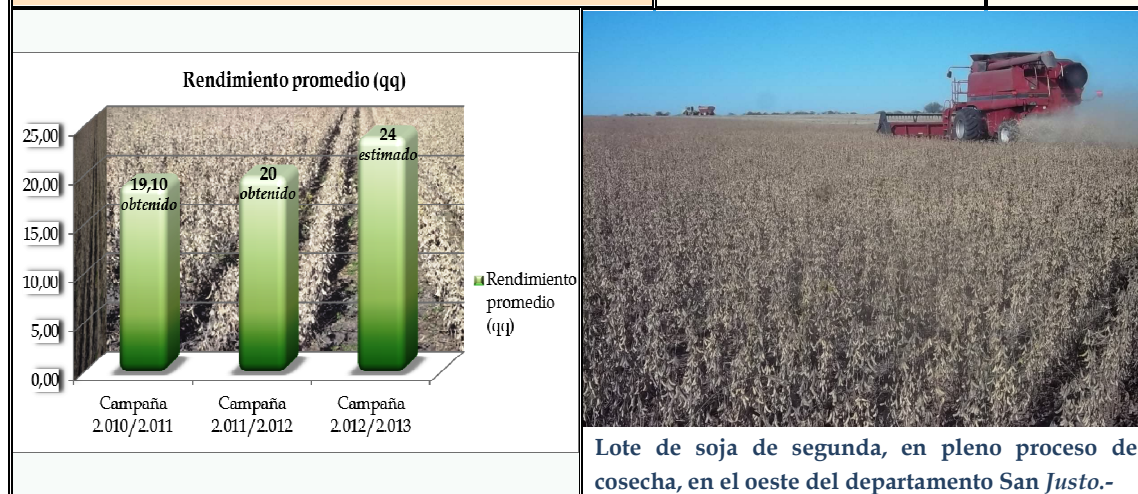 Rendimiento promedio (qq)
25,00
20,00
15,00
10,00
5,00
0,00
19,10
obtenido
20
obtenido
24
estimado
Campaña
2.010/2.011
Campaña
2.011/2.012
Campaña
2.012/2.013
Rendimiento
promedio
(qq)
Lote de soja de segunda, en pleno proceso de
cosecha, en el oeste del departamento San Justo.-